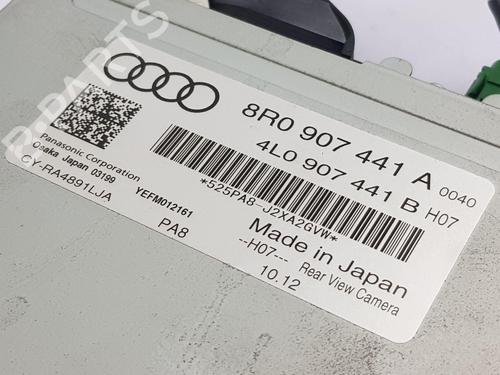 8R0 907 441 A 0040
4L0 907 441 B H07
*525PA8-J2XA2GVW*
Panasonic Corporation
Osaka Japan 03199
CY-RA4891LJA
YEFM012161
PA8
Made in Japan
--H07--- Rear View Camera
10.12
B-PARTS